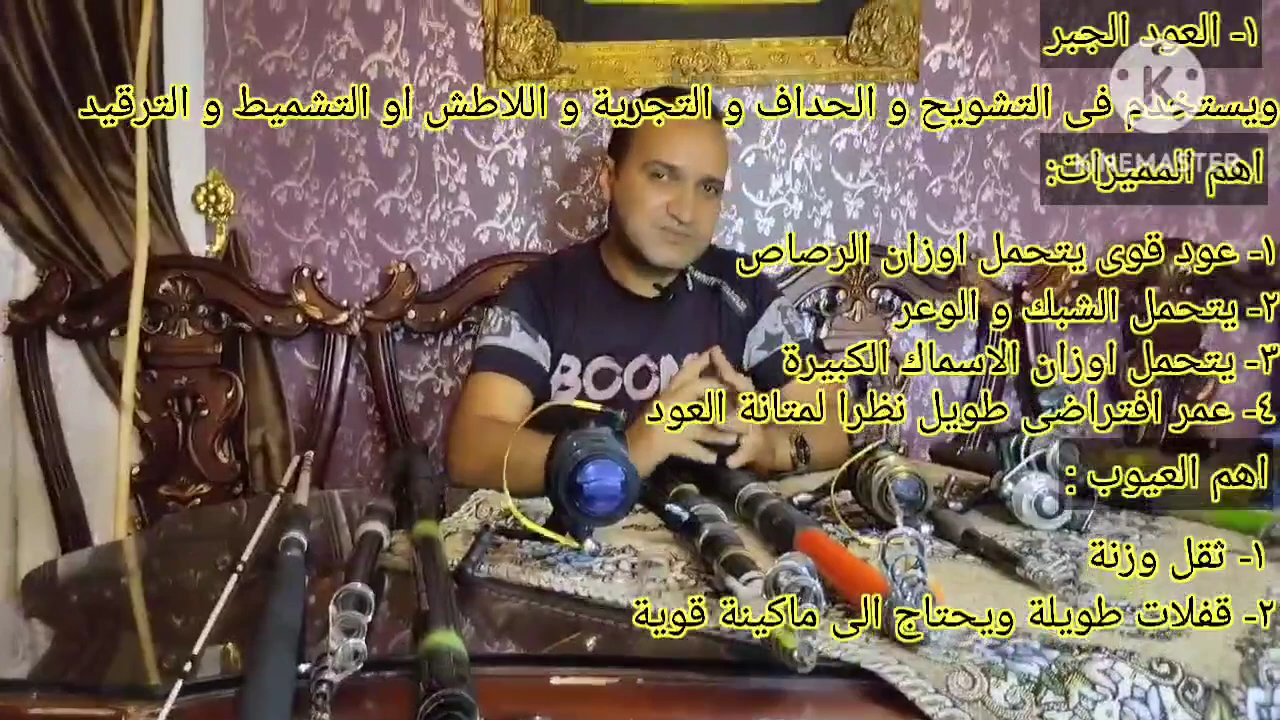 ١- العود الجبر
ويستخدم فى التشويح و الحداف و التجرية و اللاطش او التشميط و الترقيد
KINEMASTER
اهم المميزات:
١- عود قوى يتحمل اوزان الرصاص
٢- يتحمل الشبك و الوعر
٣- يتحمل اوزان الاسماك الكبيرة
BOOM
٤- عمر افتراضى طويل نظرا لمتانة العود
اهم العيوب :
١- ثقل وزنة
٢- قفلات طويلة ويحتاج الى ماكينة قوية